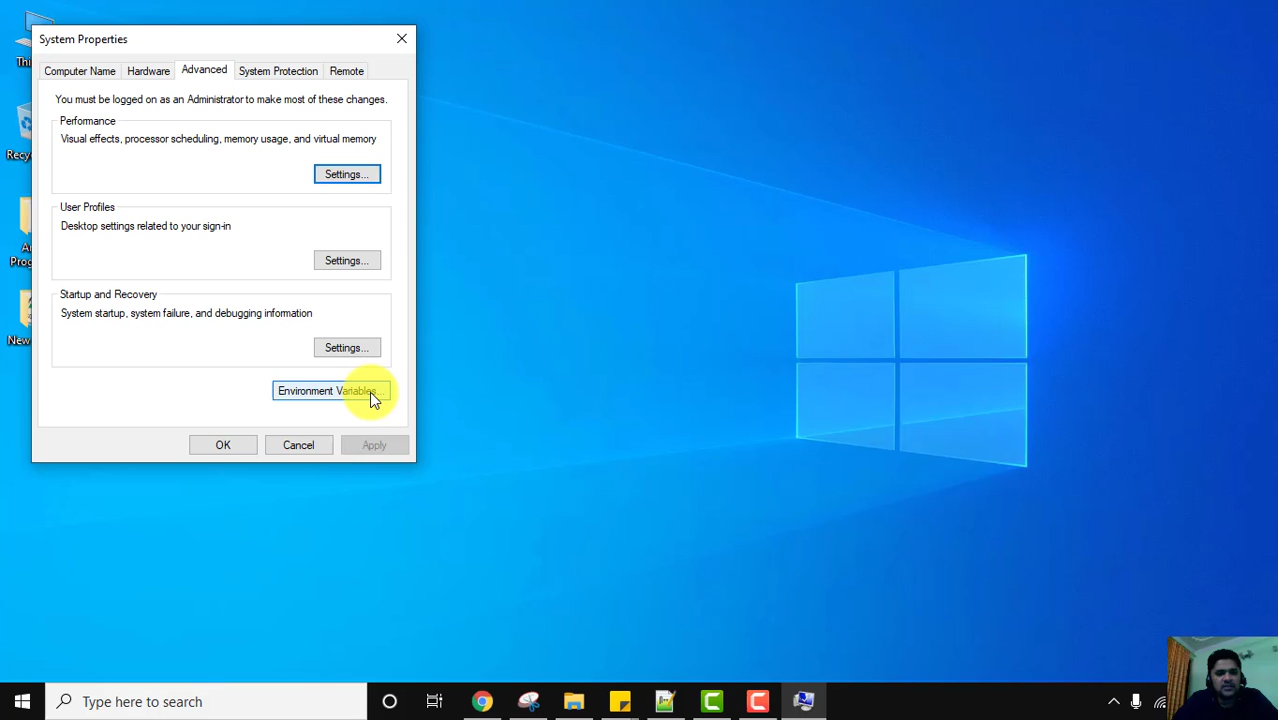 System Properties
Computer Name Hardware Advanced System Protection Remote
You must be logged on as an Administrator to make most of these changes.
Performance
Visual effects, processor scheduling, memory usage, and virtual memory
Settings...
User Profiles
Desktop settings related to your sign-in
Settings...
Startup and Recovery
System startup, system failure, and debugging information
Settings...
Environment Variables...
OK Cancel Apply
Type here to search